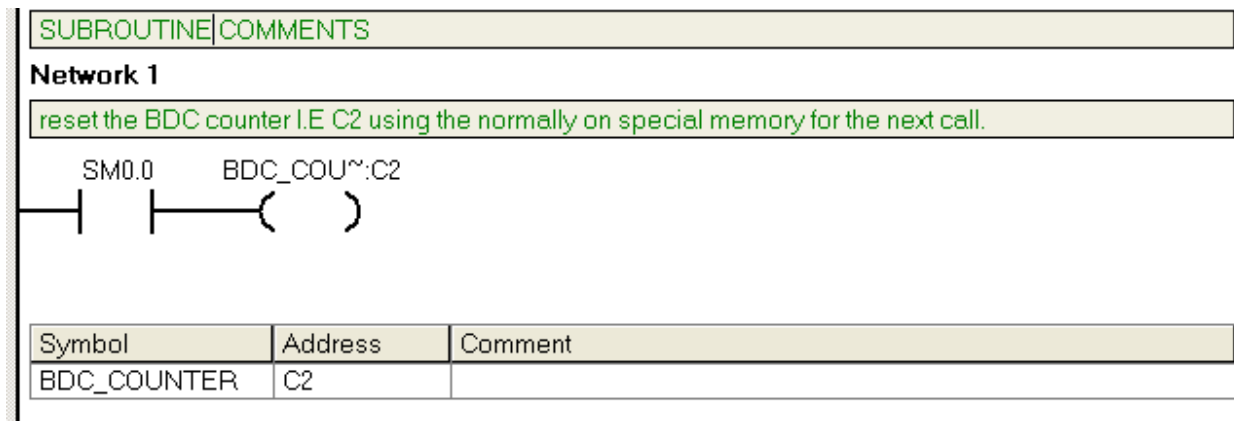 SUBROUTINE COMMENTS
Network 1
reset the BDC counter I.E C2 using the normally on special memory for the next call.
SM0.0 BDC_COU~:C2
Symbol Address Comment
BDC_COUNTER C2